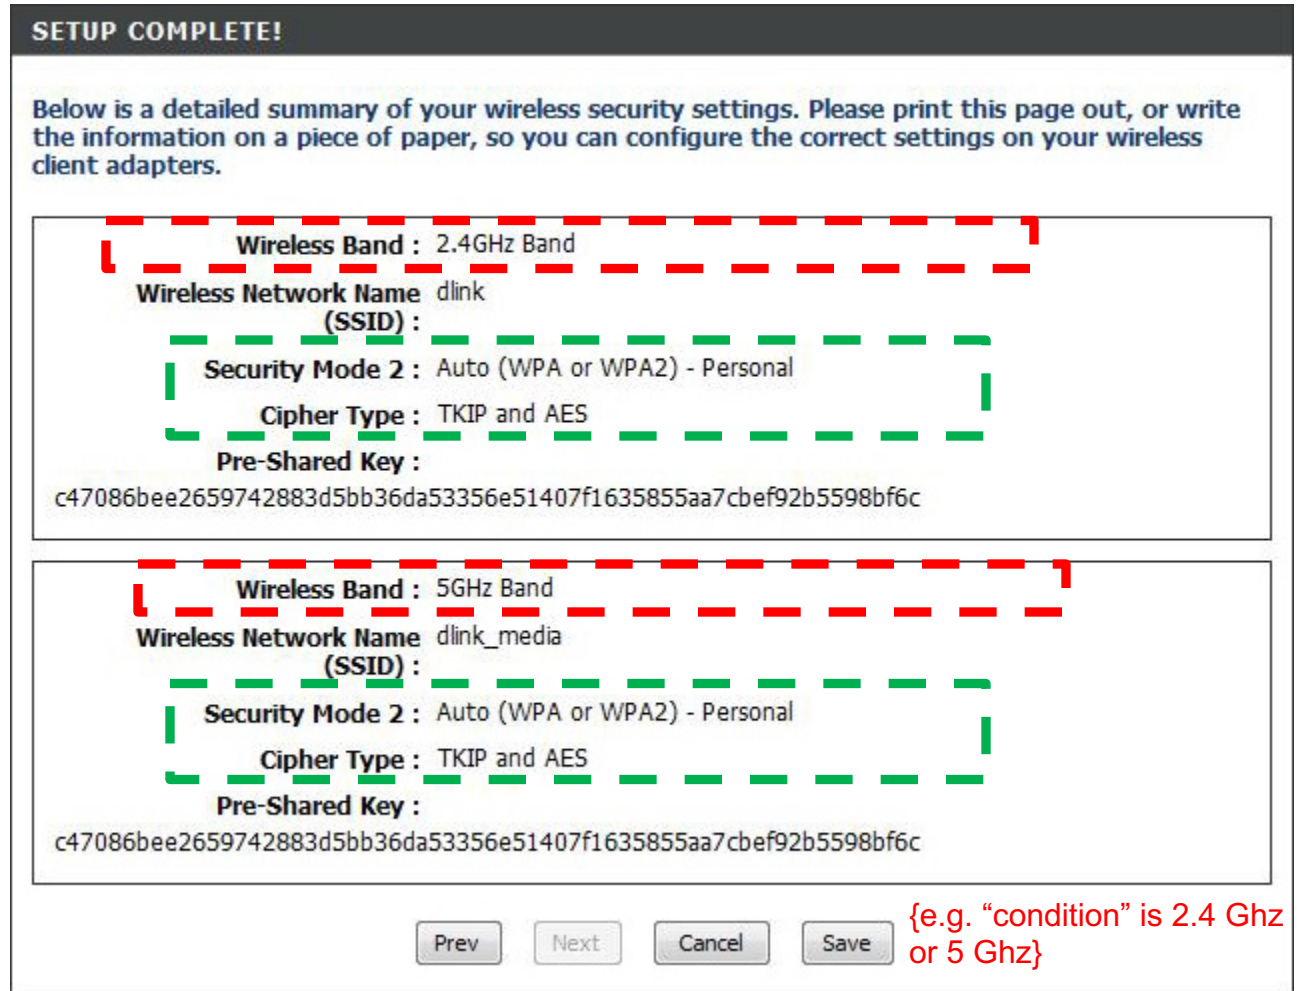 SETUP COMPLETE!
Below is a detailed summary of your wireless security settings. Please print this page out, or write
the information on a piece of paper, so you can configure the correct settings on your wireless
client adapters.
Wireless Band : 2.4GHz Band
Wireless Network Name dlink
(SSID) :
Security Mode 2 : Auto (WPA or WPA2) - Personal
Cipher Type : TKIP and AES
Pre-Shared Key :
c47086bee2659742883d5bb36da53356e51407f1635855aa7cbef92b5598bf6c
Wireless Band : 5GHz Band
Wireless Network Name dlink_media
(SSID) :
Security Mode 2 : Auto (WPA or WPA2) - Personal
Cipher Type : TKIP and AES
Pre-Shared Key :
c47086bee2659742883d5bb36da53356e51407f1635855aa7cbef92b5598bf6c
Prev Next Cancel Save
{e.g. “condition” is 2.4 Ghz
or 5 Ghz}